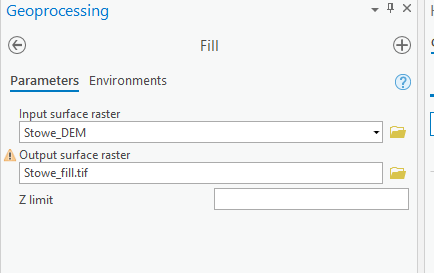 Geoprocessing
Fill
Parameters Environments
Input surface raster
Stowe_DEM
Output surface raster
Stowe_fill.tif
Z limit